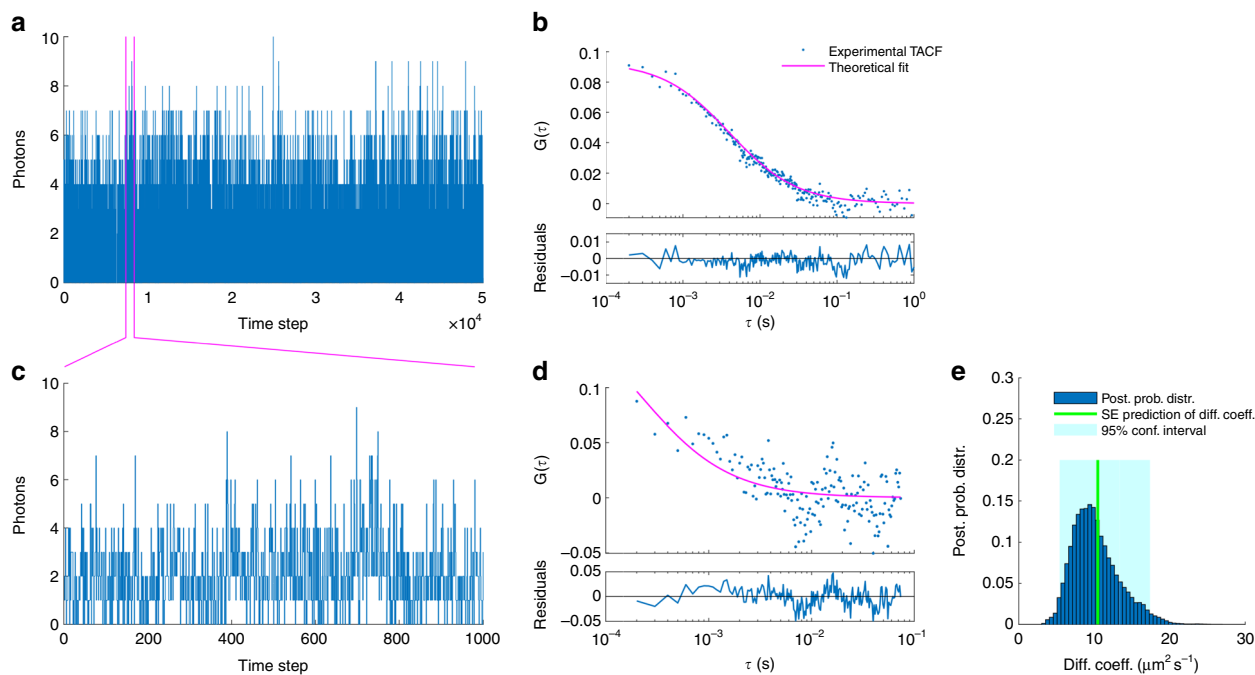 a
10
8
6
4
2
0
Photons
0
1
2
3
4
5
Time step
×10⁴
b
0.1
0.08
0.06
0.04
0.02
0
G(τ)
Experimental TACF
Theoretical fit
0.01
0
−0.01
Residuals
10⁻⁴
10⁻³
10⁻²
10⁻¹
10⁰
τ (s)
c
10
8
6
4
2
0
Photons
0
200
400
600
800
1000
Time step
d
0.1
0.05
0
−0.05
G(τ)
0.05
0
−0.05
Residuals
10⁻⁴
10⁻³
10⁻²
10⁻¹
τ (s)
e
0.3
0.25
0.2
0.15
0.1
0.05
0
Post. prob. distr.
Post. prob. distr.
SE prediction of diff. coeff.
95% conf. interval
0
10
20
30
Diff. coeff. (μm² s⁻¹)